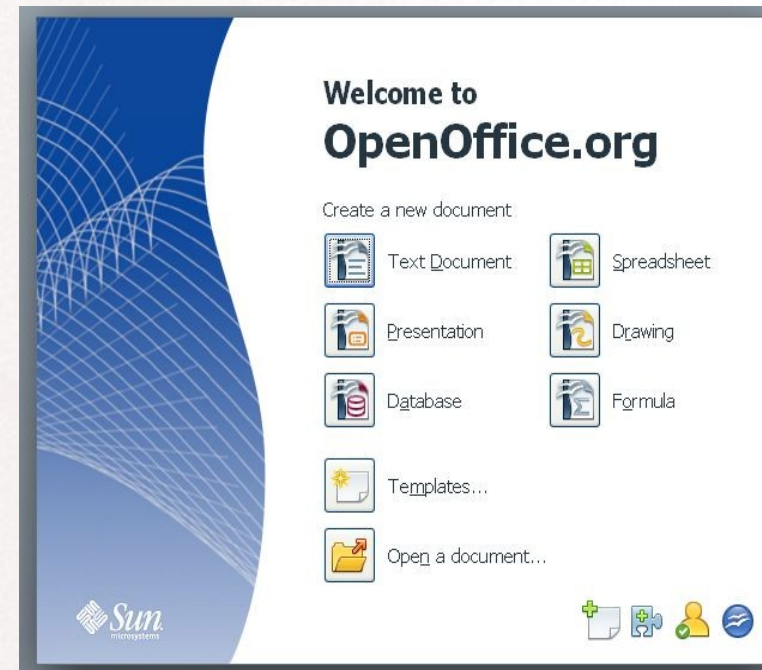 Welcome to
OpenOffice.org
Create a new document
Text Document Spreadsheet
Presentation Drawing
Database Formula
Templates...
Open a document...
Sun
microsystems